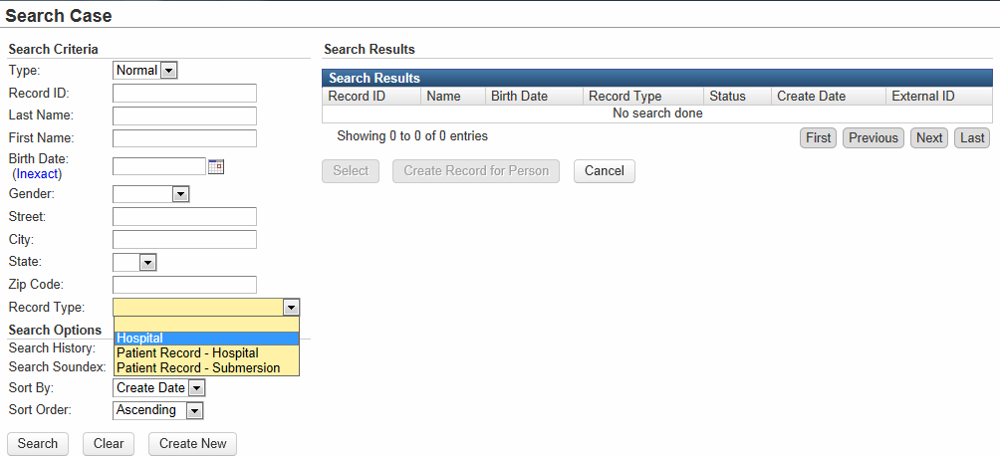 Search Case
Search Criteria
Type: Normal
Record ID:
Last Name:
First Name:
Birth Date:
(Inexact)
Gender:
Street:
City:
State:
Zip Code:
Record Type:
Hospital
Patient Record - Hospital
Patient Record - Submersion
Search Options
Search History:
Search Soundex:
Sort By: Create Date
Sort Order: Ascending
Search Clear Create New
Search Results
Search Results
Record ID Name Birth Date Record Type Status Create Date External ID
No search done
Showing 0 to 0 of 0 entries First Previous Next Last
Select Create Record for Person Cancel